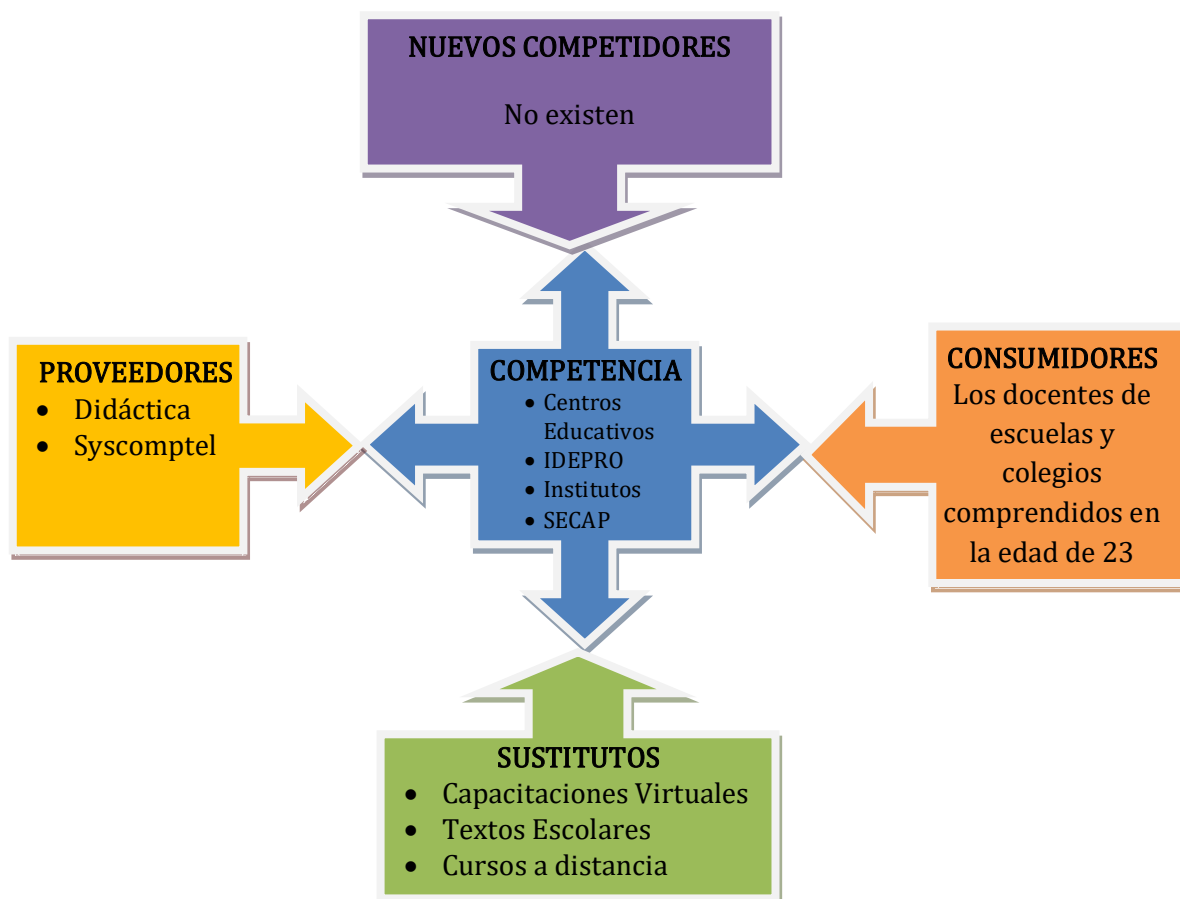 NUEVOS COMPETIDORES
No existen
PROVEEDORES
• Didáctica
• Syscomptel
COMPETENCIA
• Centros
Educativos
• IDEPRO
• Institutos
• SECAP
CONSUMIDORES
Los docentes de
escuelas y
colegios
comprendidos en
la edad de 23
SUSTITUTOS
• Capacitaciones Virtuales
• Textos Escolares
• Cursos a distancia